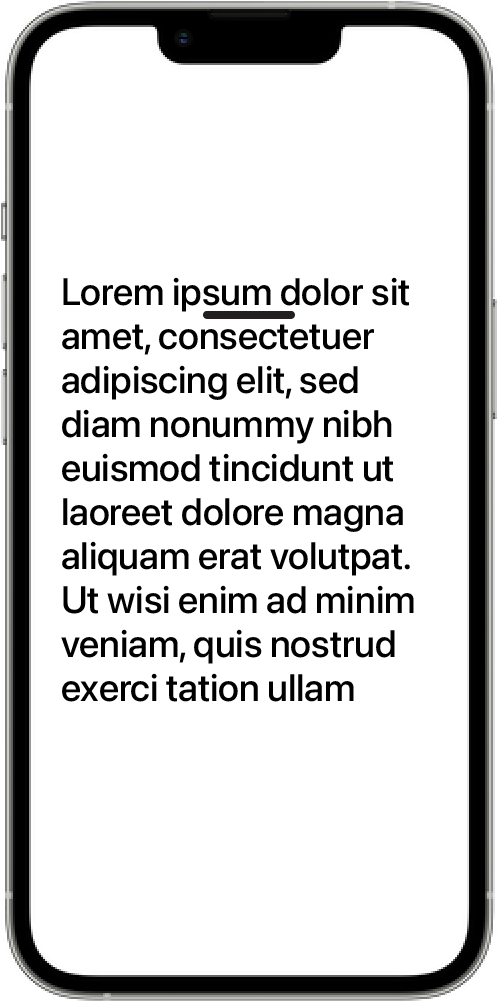 Lorem ipsum dolor sit
amet, consectetuer
adipiscing elit, sed
diam nonummy nibh
euismod tincidunt ut
laoreet dolore magna
aliquam erat volutpat.
Ut wisi enim ad minim
veniam, quis nostrud
exerci tation ullam